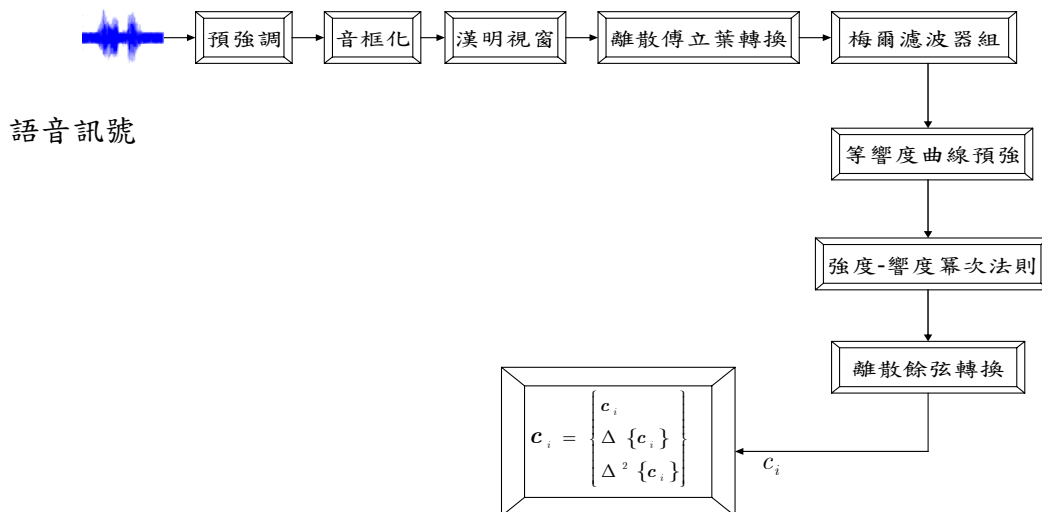 預強調
音框化
漢明視窗
離散傅立葉轉換
梅爾濾波器組
語音訊號
等響度曲線預強
強度-響度冪次法則
離散餘弦轉換
c_i
c_i = { c_i
Δ {c_i}
Δ² {c_i} }